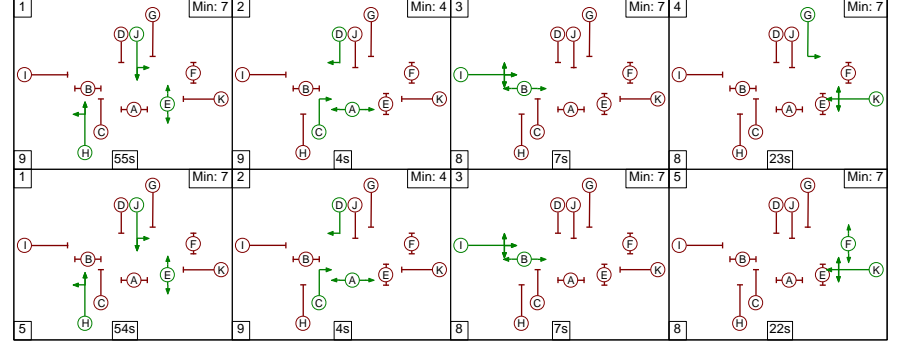 1 Min: 7 2 Min: 4 3 Min: 7 4 Min: 7
G G G G
D J D J D J D J
I F I F I F I F
B B B B
A E K A E K A E K A E K
C C C C
H H H H
9 55s 9 4s 8 7s 8 23s
1 Min: 7 2 Min: 4 3 Min: 7 5 Min: 7
G G G G
D J D J D J D J
I F I F I F I F
B B B B
A E K A E K A E K A E K
C C C C
H H H H
5 54s 9 4s 8 7s 8 22s